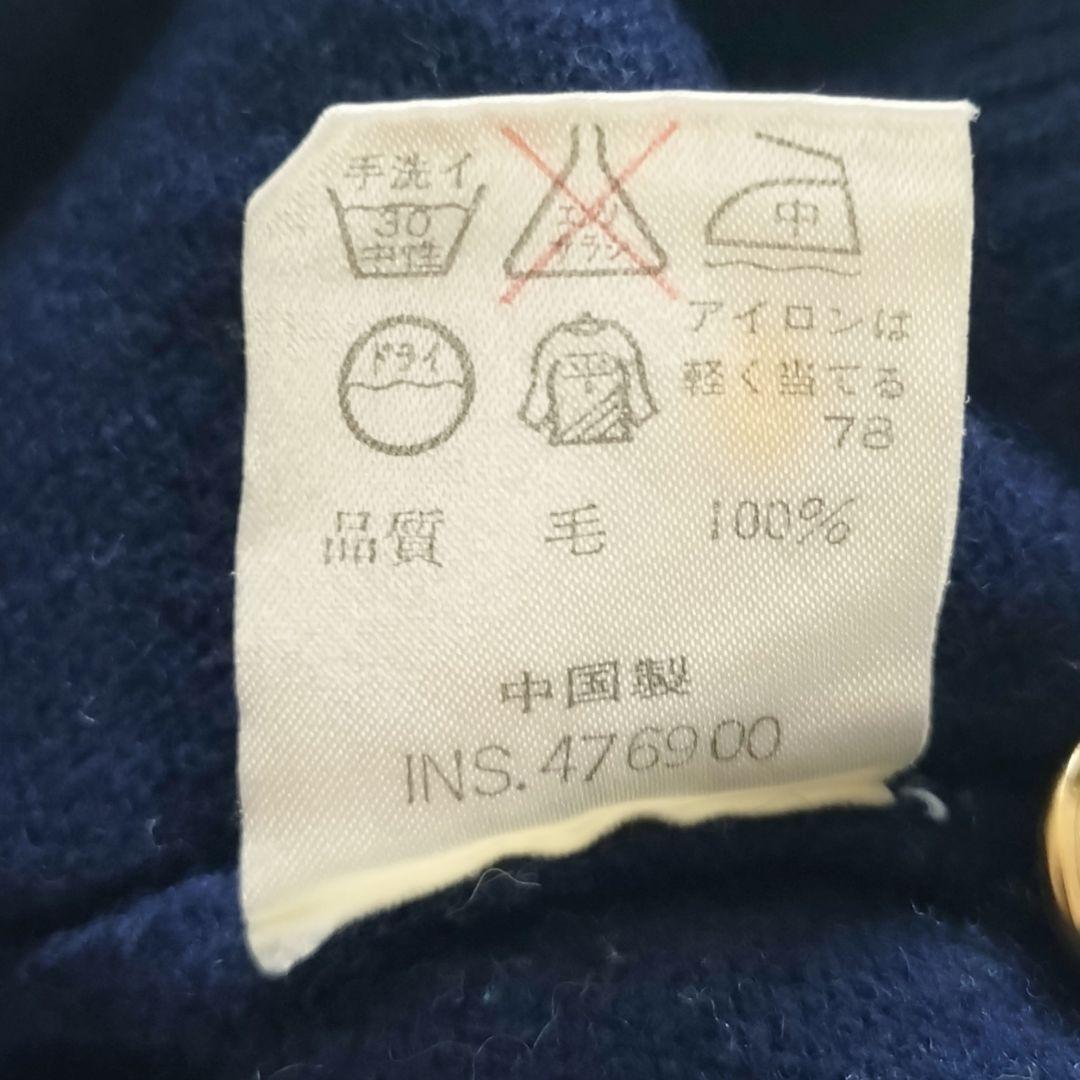 手洗イ
30
中性
エンソ
サラシ
中
ドライ
平
アイロンは
軽く当てる
78
品質 毛 100%
中国製
INS. 476900